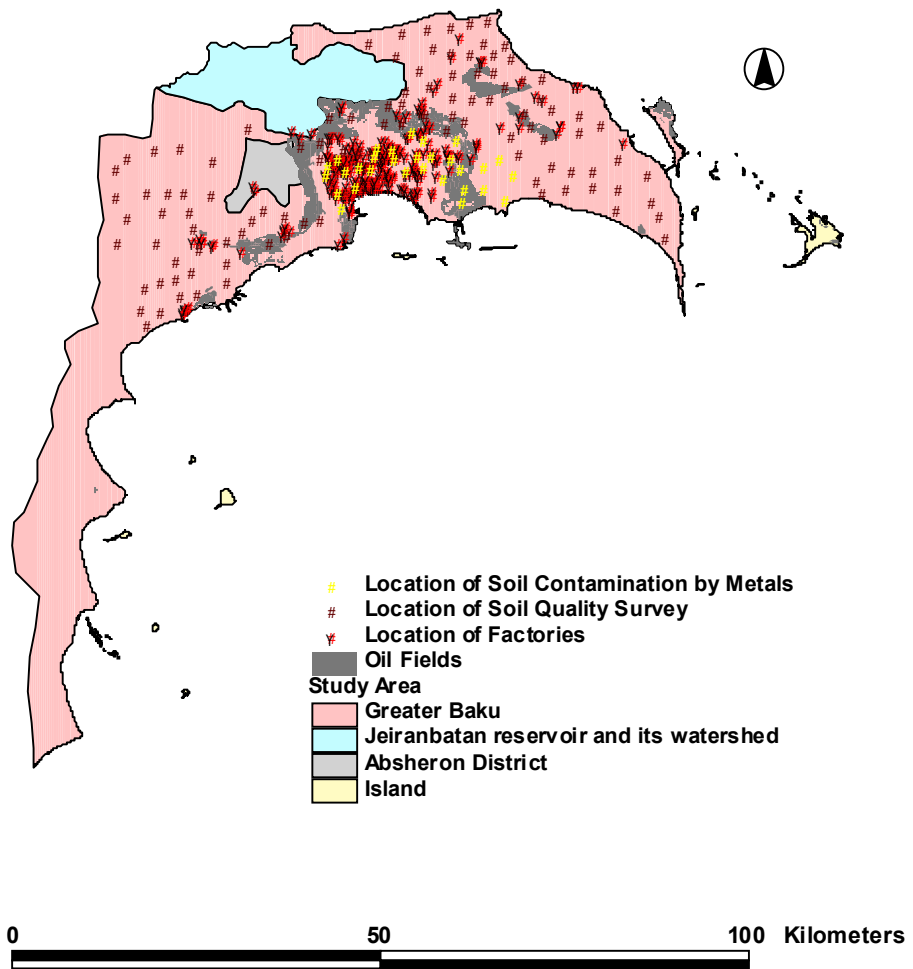 Location of Soil Contamination by Metals
Location of Soil Quality Survey
Location of Factories
Oil Fields
Study Area
Greater Baku
Jeiranbatan reservoir and its watershed
Absheron District
Island
0 50 100 Kilometers